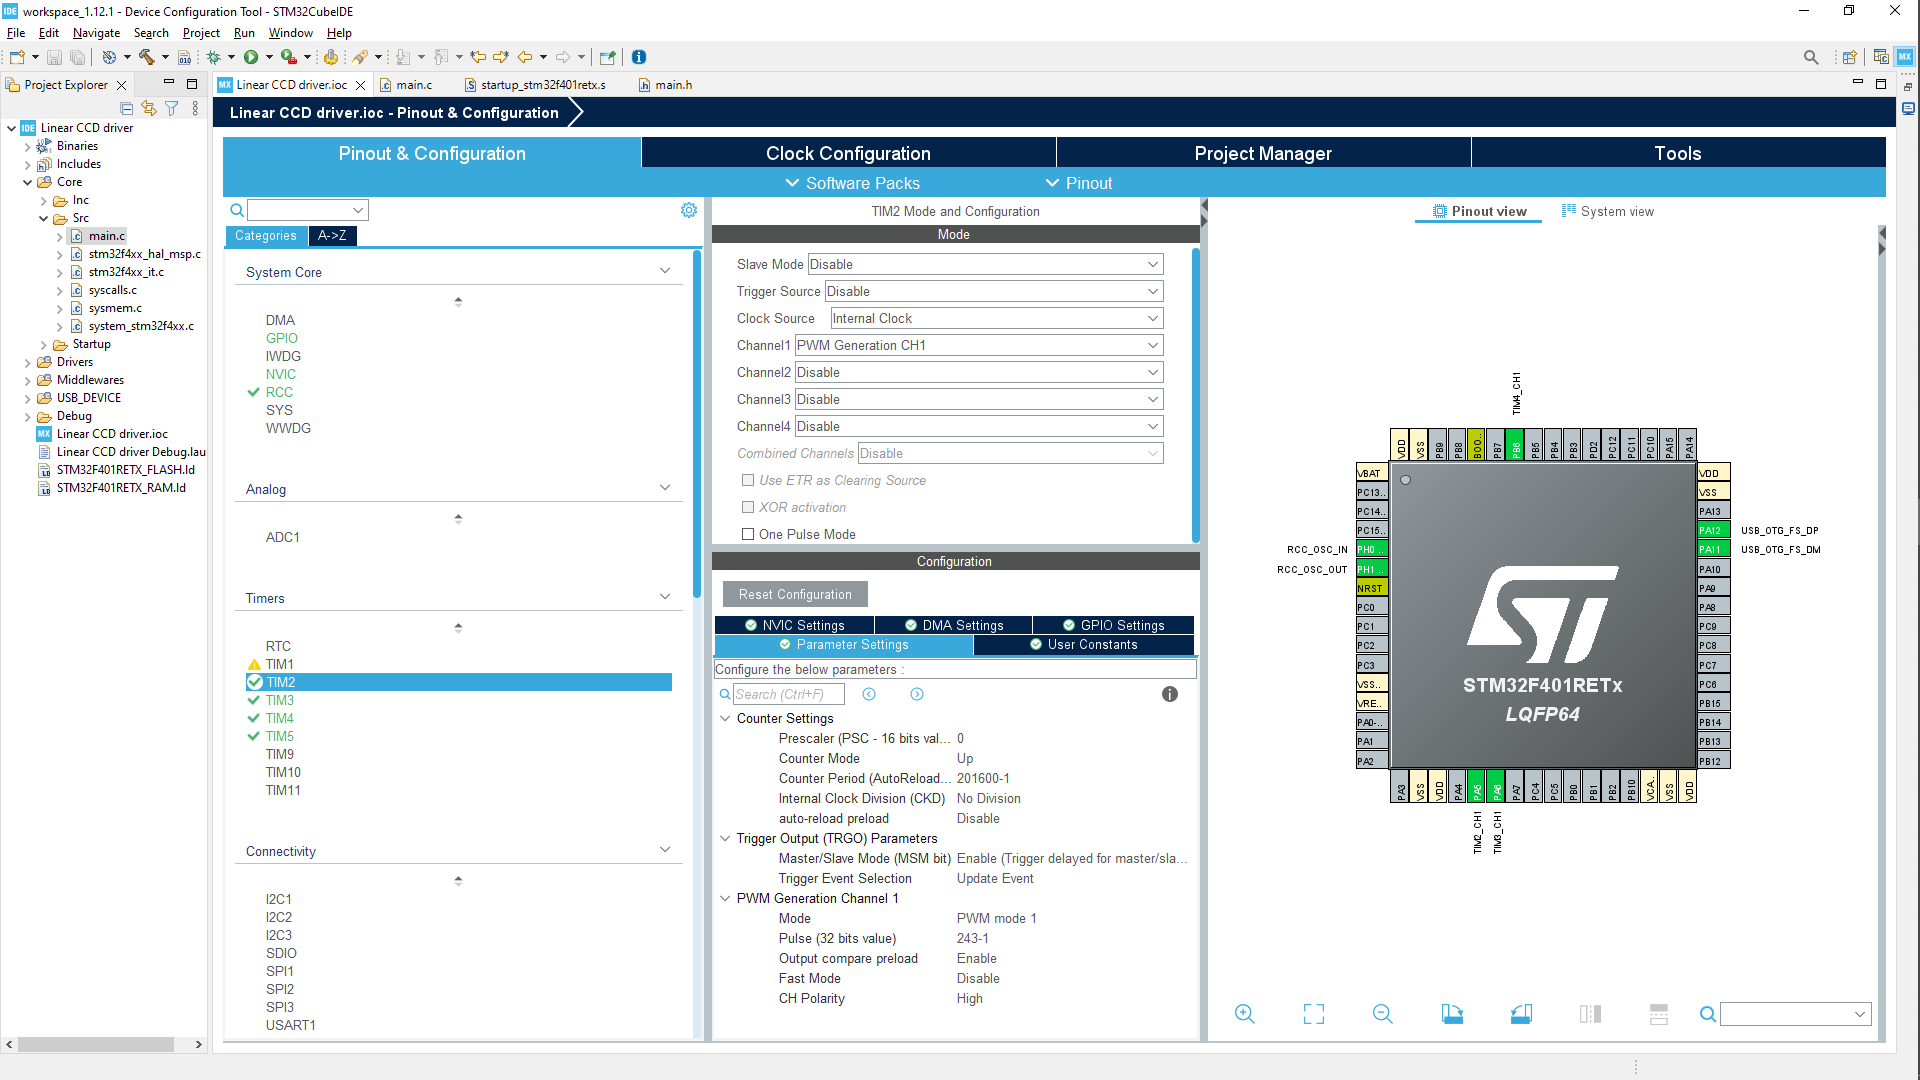 workspace_1.12.1 - Device Configuration Tool - STM32CubeIDE
File Edit Navigate Search Project Run Window Help
Project Explorer
Linear CCD driver.ioc
main.c
startup_stm32f401retx.s
main.h
Linear CCD driver
Binaries
Includes
Core
Inc
Src
main.c
stm32f4xx_hal_msp.c
stm32f4xx_it.c
syscalls.c
sysmem.c
system_stm32f4xx.c
Startup
Drivers
Middlewares
USB_DEVICE
Debug
Linear CCD driver.ioc
Linear CCD driver Debug.lau
STM32F401RETX_FLASH.ld
STM32F401RETX_RAM.ld
Linear CCD driver.ioc - Pinout & Configuration
Pinout & Configuration
Clock Configuration
Project Manager
Tools
Software Packs
Pinout
Categories
A->Z
System Core
DMA
GPIO
IWDG
NVIC
RCC
SYS
WWDG
Analog
ADC1
Timers
RTC
TIM1
TIM2
TIM3
TIM4
TIM5
TIM9
TIM10
TIM11
Connectivity
I2C1
I2C2
I2C3
SDIO
SPI1
SPI2
SPI3
USART1
TIM2 Mode and Configuration
Mode
Slave Mode Disable
Trigger Source Disable
Clock Source Internal Clock
Channel1 PWM Generation CH1
Channel2 Disable
Channel3 Disable
Channel4 Disable
Combined Channels Disable
Use ETR as Clearing Source
XOR activation
One Pulse Mode
Configuration
Reset Configuration
NVIC Settings
DMA Settings
GPIO Settings
Parameter Settings
User Constants
Configure the below parameters :
Search (Ctrl+F)
Counter Settings
Prescaler (PSC - 16 bits val... 0
Counter Mode Up
Counter Period (AutoReload... 201600-1
Internal Clock Division (CKD) No Division
auto-reload preload Disable
Trigger Output (TRGO) Parameters
Master/Slave Mode (MSM bit) Enable (Trigger delayed for master/sla...
Trigger Event Selection Update Event
PWM Generation Channel 1
Mode PWM mode 1
Pulse (32 bits value) 243-1
Output compare preload Enable
Fast Mode Disable
CH Polarity High
Pinout view
System view
TIM4_CH1
VDD
VSS
PB9
PB8
BOO..
PB7
PB6
PB5
PB4
PB3
PD2
PC12
PC11
PC10
PA15
PA14
VBAT
PC13..
PC14..
PC15..
RCC_OSC_IN PH0 ..
RCC_OSC_OUT PH1 ..
NRST
PC0
PC1
PC2
PC3
VSS..
VRE..
PA0-..
PA1
PA2
STM32F401RETx
LQFP64
VDD
VSS
PA13
PA12 USB_OTG_FS_DP
PA11 USB_OTG_FS_DM
PA10
PA9
PA8
PC9
PC8
PC7
PC6
PB15
PB14
PB13
PB12
PA3
VSS
VDD
PA4
PA5
PA6
PA7
PC4
PC5
PB0
PB1
PB2
PB10
VCA..
VSS
VDD
TIM2_CH1
TIM3_CH1